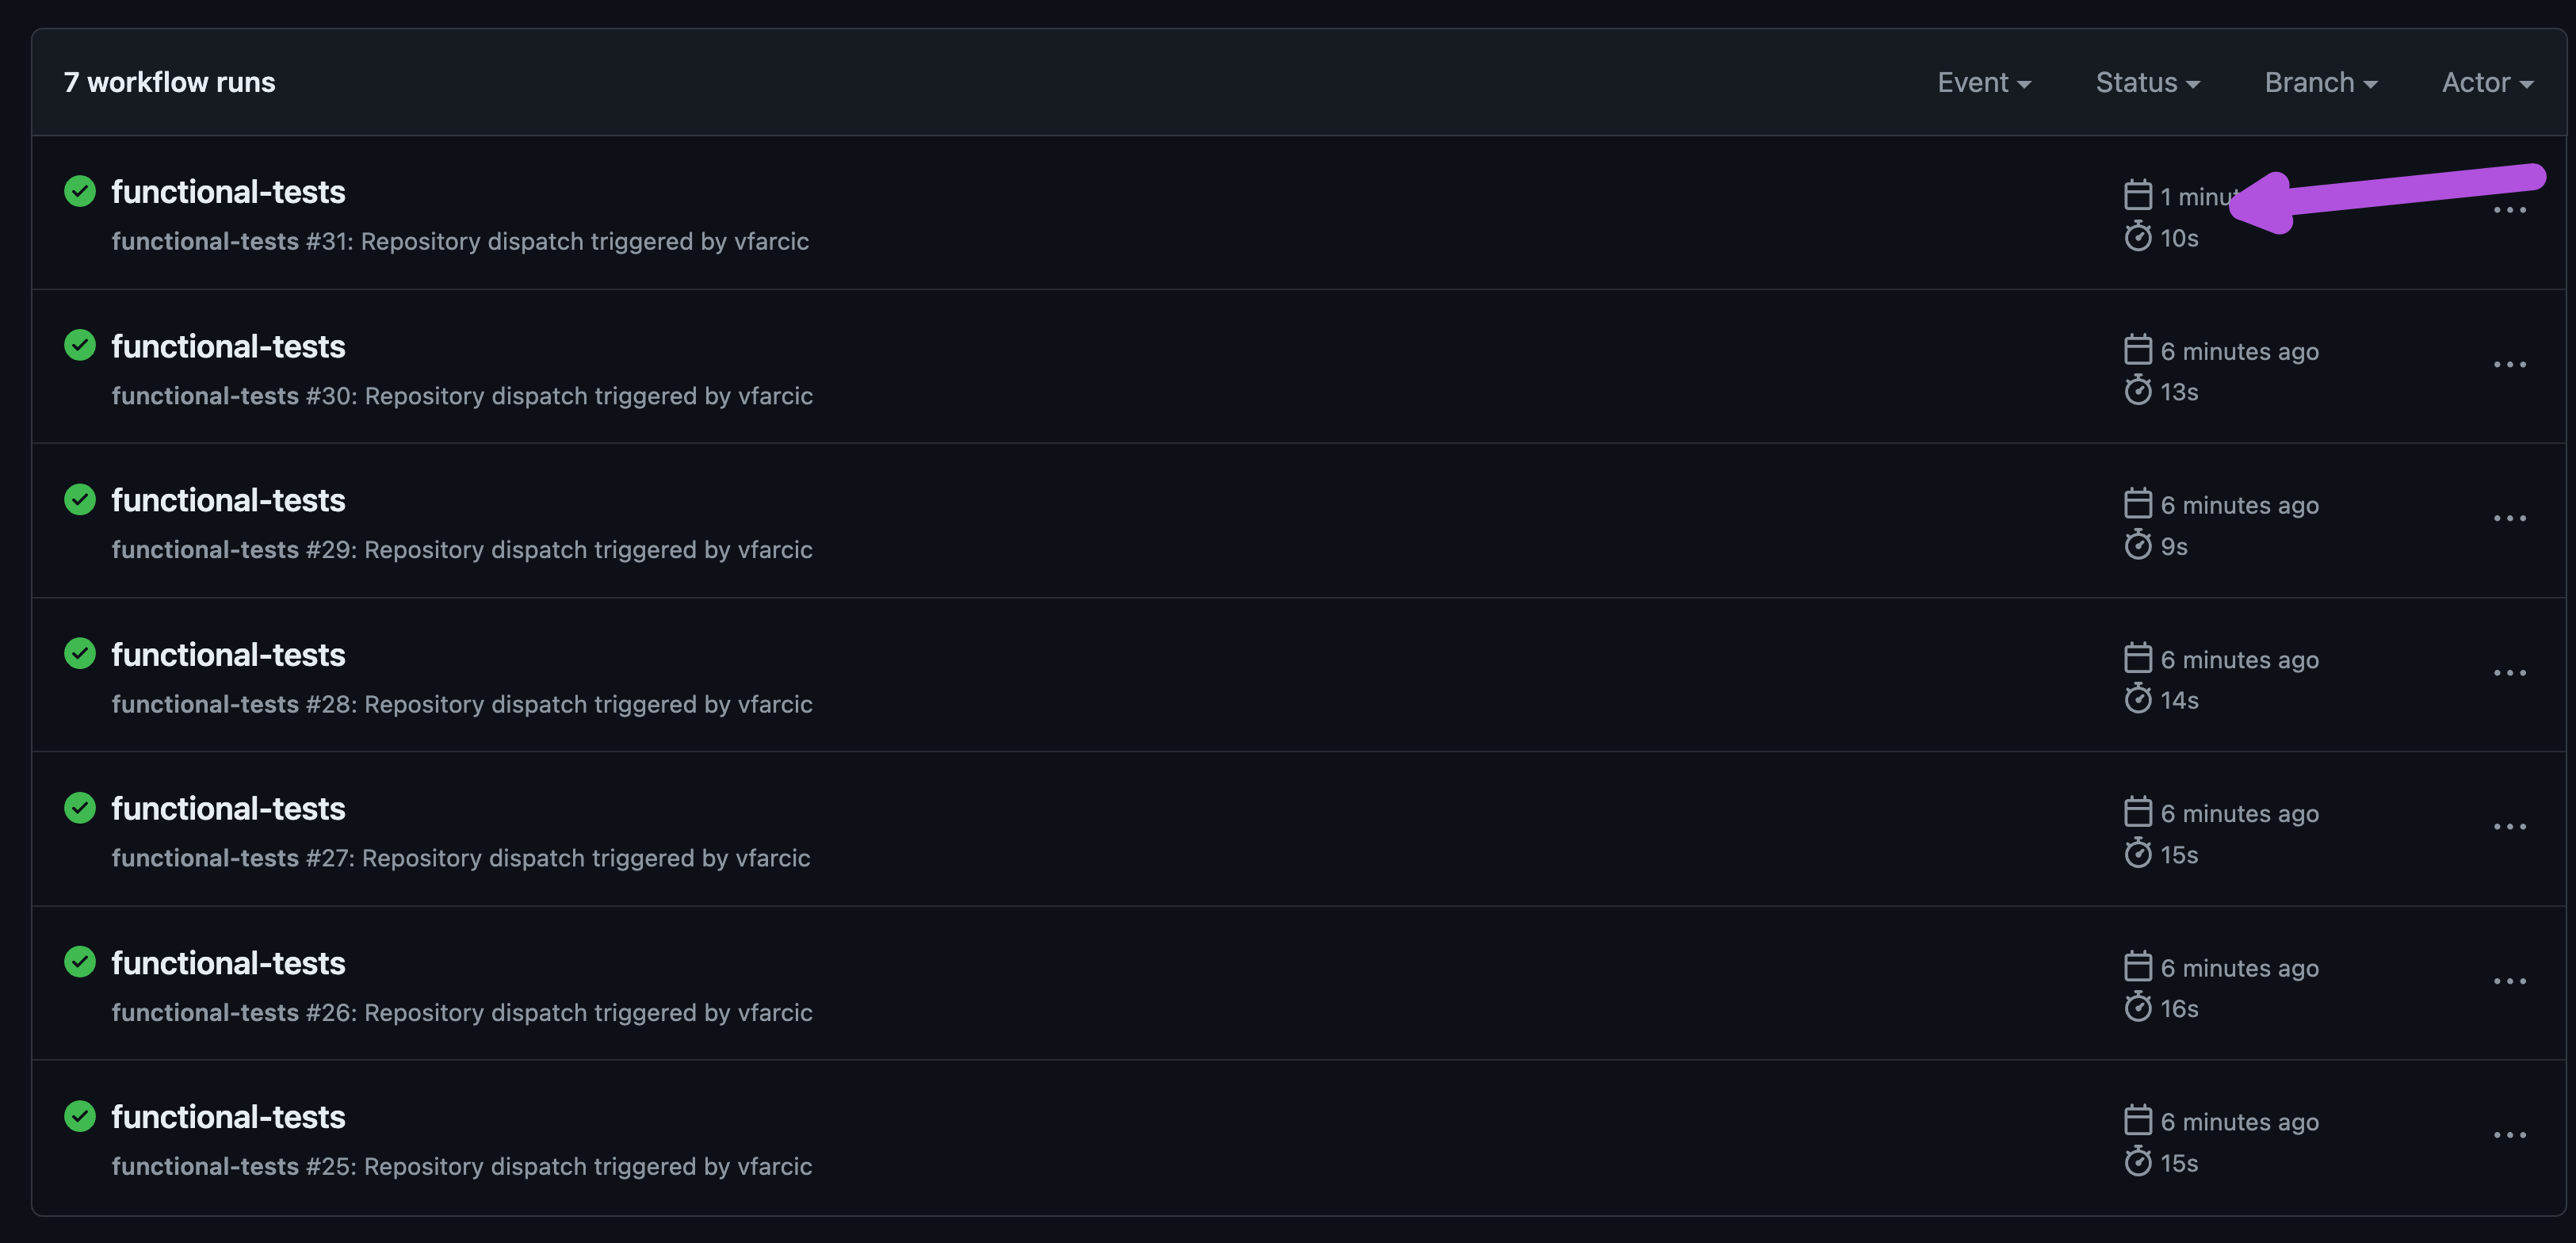 7 workflow runs
Event Status Branch Actor
functional-tests
functional-tests #31: Repository dispatch triggered by vfarcic
1
10s
functional-tests
functional-tests #30: Repository dispatch triggered by vfarcic
6 minutes ago
13s
functional-tests
functional-tests #29: Repository dispatch triggered by vfarcic
6 minutes ago
9s
functional-tests
functional-tests #28: Repository dispatch triggered by vfarcic
6 minutes ago
14s
functional-tests
functional-tests #27: Repository dispatch triggered by vfarcic
6 minutes ago
15s
functional-tests
functional-tests #26: Repository dispatch triggered by vfarcic
6 minutes ago
16s
functional-tests
functional-tests #25: Repository dispatch triggered by vfarcic
6 minutes ago
15s